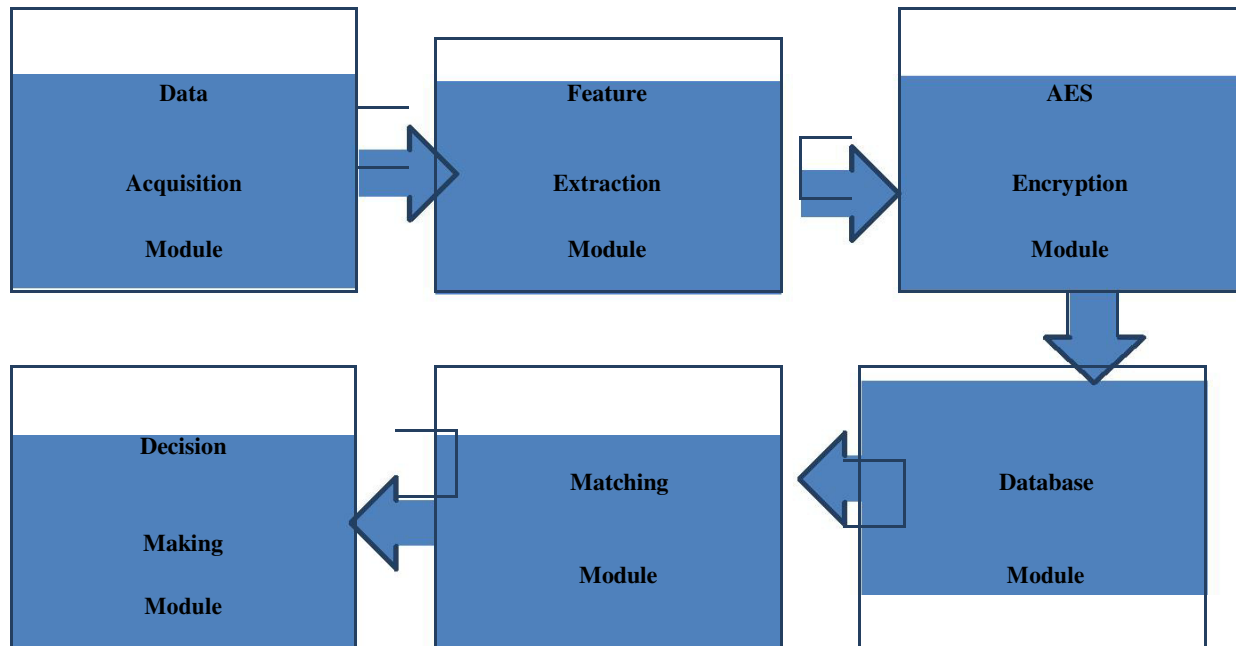 Data
Acquisition
Module
Feature
Extraction
Module
AES
Encryption
Module
Decision
Making
Module
Matching
Module
Database
Module